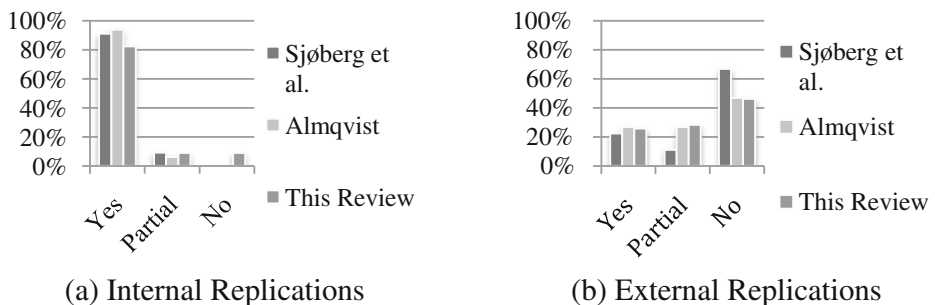 100%
80%
60%
40%
20%
0%
Yes
Partial
No
Sjøberg et
al.
Almqvist
This Review
(a) Internal Replications
100%
80%
60%
40%
20%
0%
Yes
Partial
No
Sjøberg et
al.
Almqvist
This Review
(b) External Replications